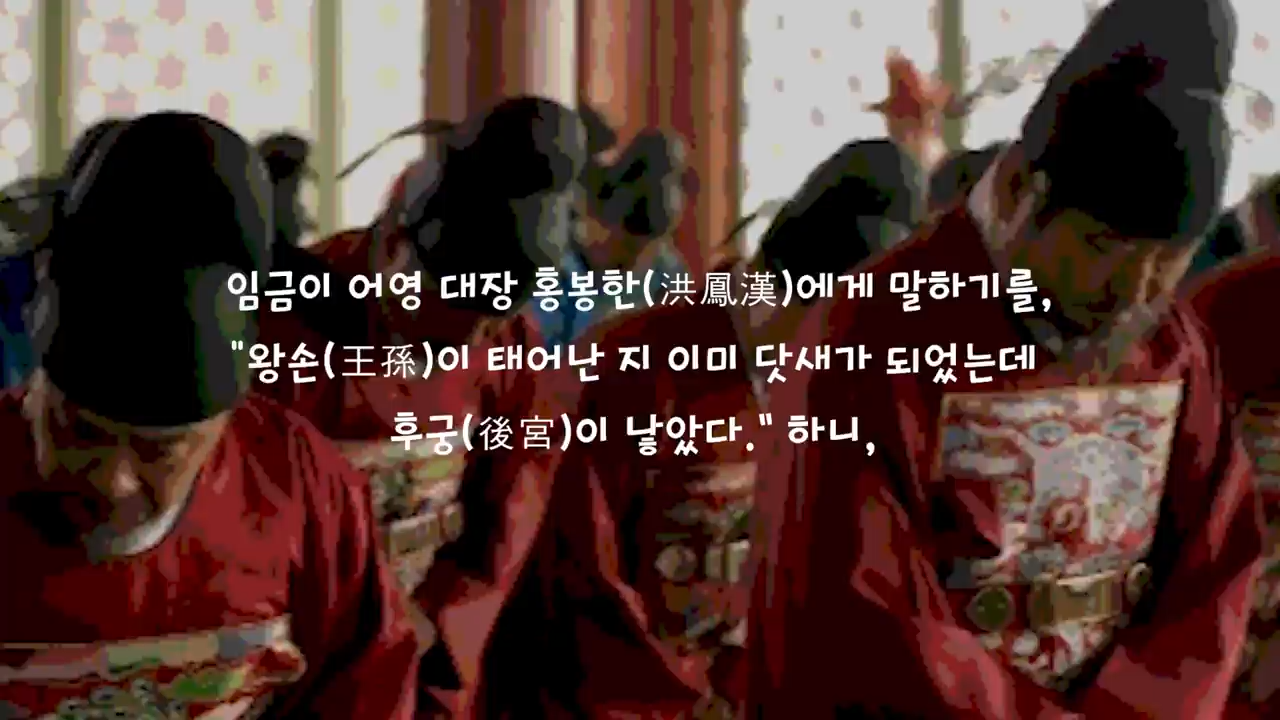 임금이 어영 대장 홍봉한(洪鳳漢)에게 말하기를,
"왕손(王孫)이 태어난 지 이미 닷새가 되었는데
후궁(後宮)이 낳았다." 하니,